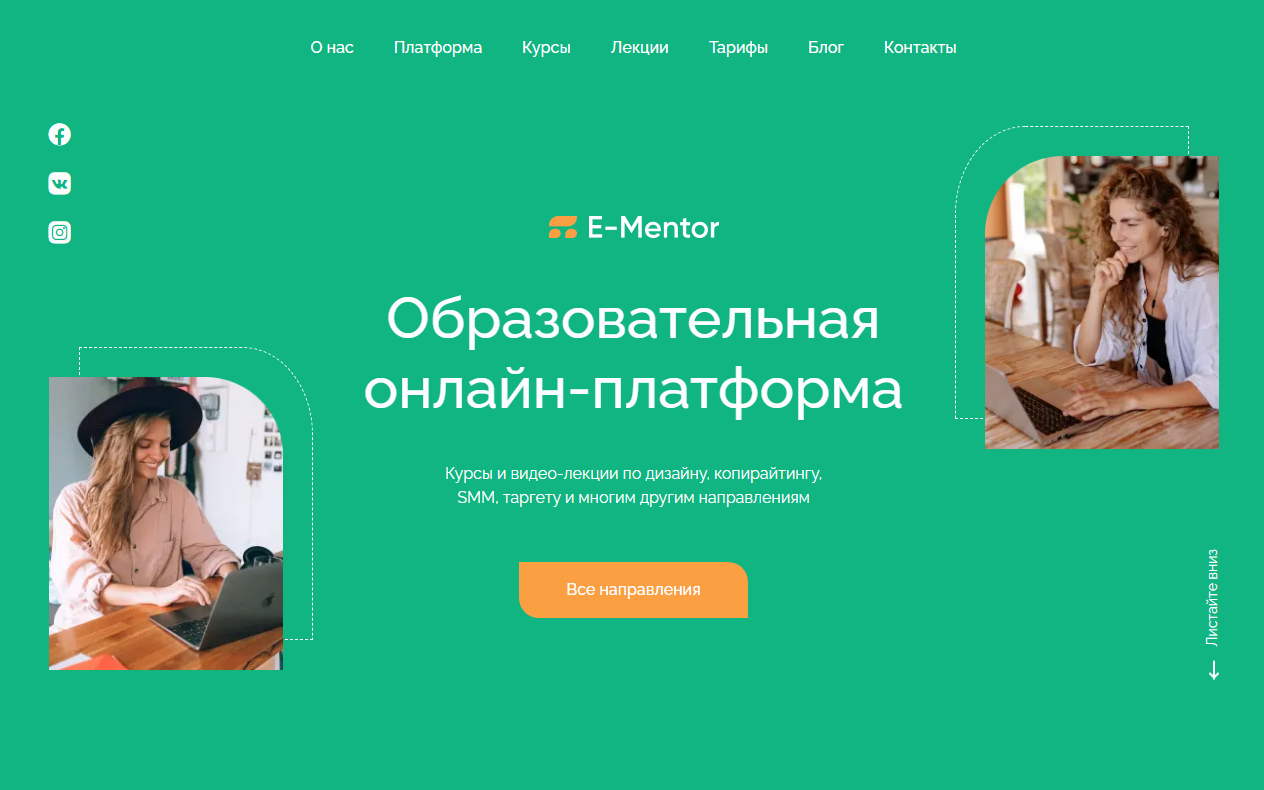 О нас Платформа Курсы Лекции Тарифы Блог Контакты
E-Mentor
Образовательная
онлайн-платформа
Курсы и видео-лекции по дизайну, копирайтингу,
SMM, таргету и многим другим направлениям
Все направления
Листайте вниз